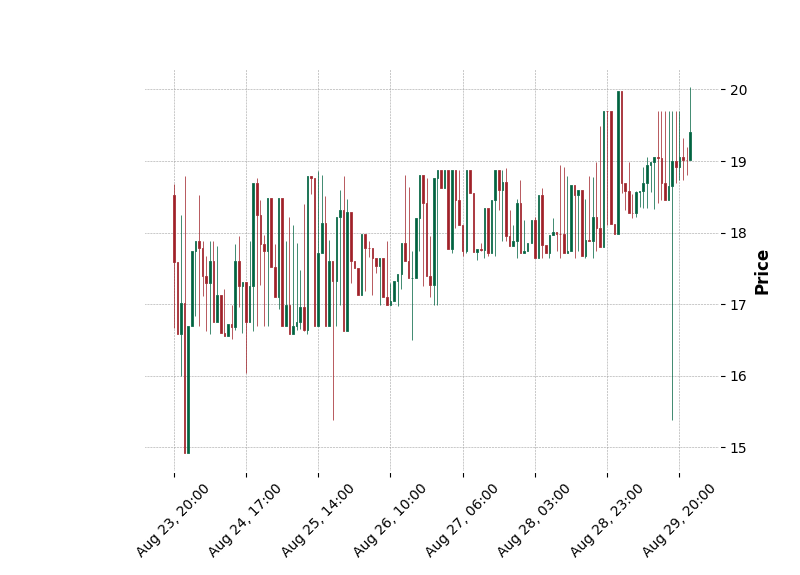 20
19
18
17
16
15
Price
Aug 23, 20:00
Aug 24, 17:00
Aug 25, 14:00
Aug 26, 10:00
Aug 27, 06:00
Aug 28, 03:00
Aug 28, 23:00
Aug 29, 20:00